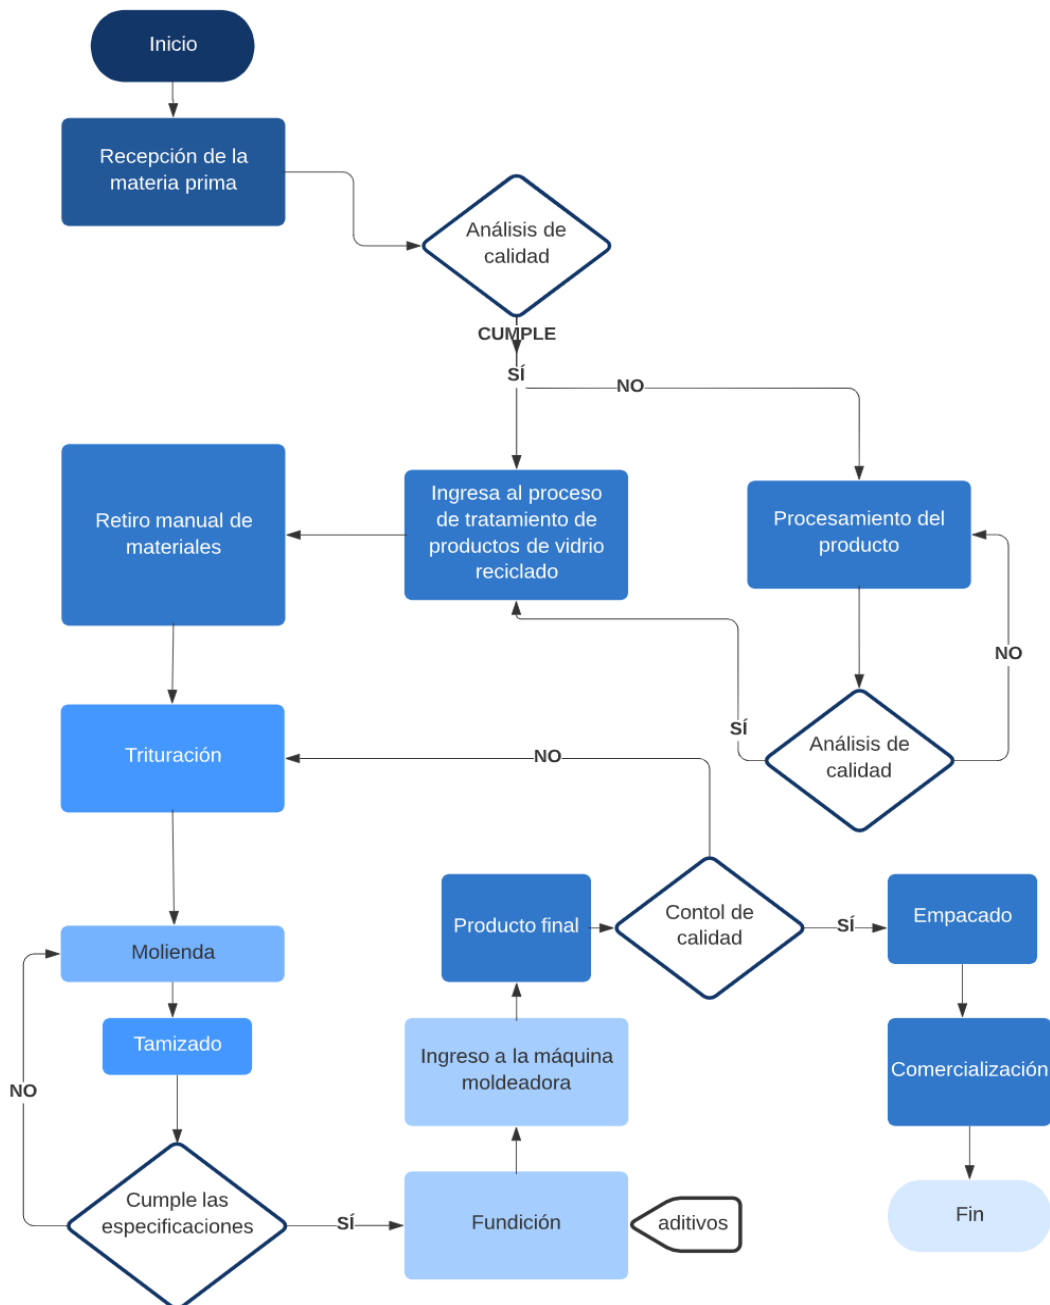 Inicio
Recepción de la
materia prima
Análisis de
calidad
CUMPLE
SÍ
NO
Retiro manual de
materiales
Ingresa al proceso
de tratamiento de
productos de vidrio
reciclado
Procesamiento del
producto
NO
SÍ
Análisis de
calidad
Trituración
NO
Producto final
Contol de
calidad
SÍ
Empacado
Molienda
Tamizado
NO
Ingreso a la máquina
moldeadora
Comercialización
Cumple las
especificaciones
SÍ
Fundición
aditivos
Fin